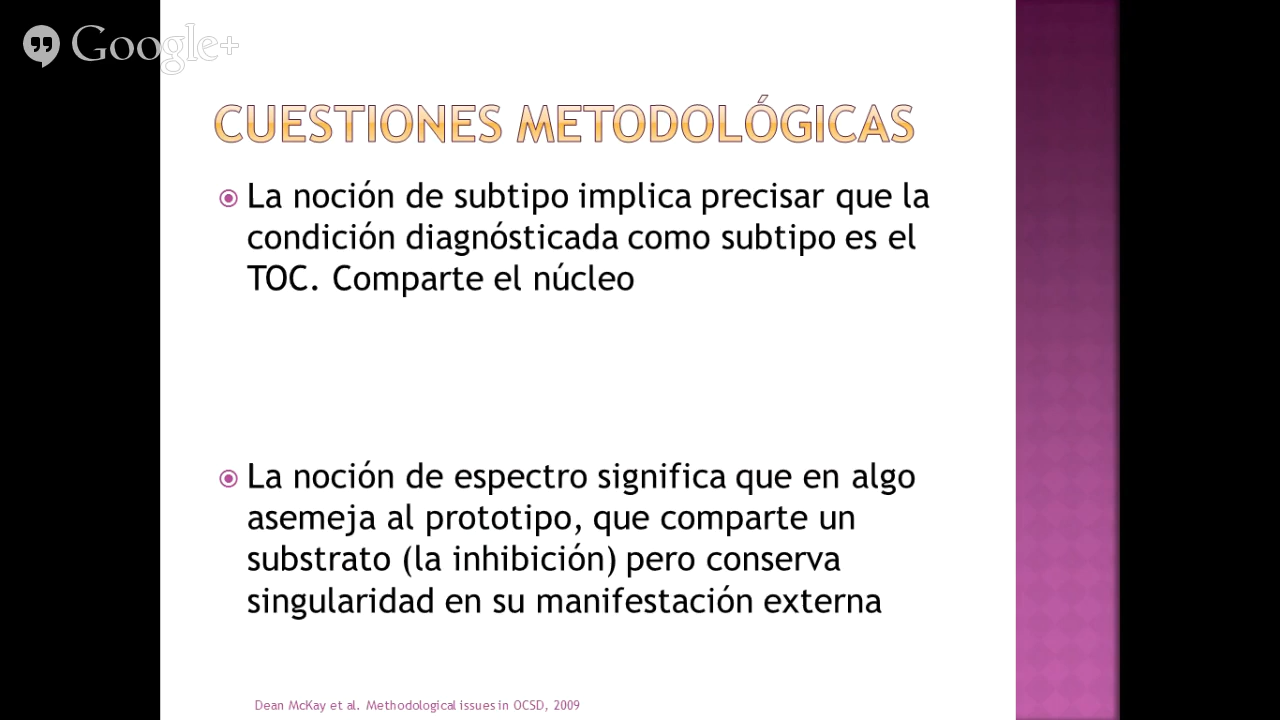 Google+
CUESTIONES METODOLÓGICAS
La noción de subtipo implica precisar que la
condición diagnósticada como subtipo es el
TOC. Comparte el núcleo
La noción de espectro significa que en algo
asemeja al prototipo, que comparte un
substrato (la inhibición) pero conserva
singularidad en su manifestación externa
Dean McKay et al. Methodological issues in OCSD, 2009